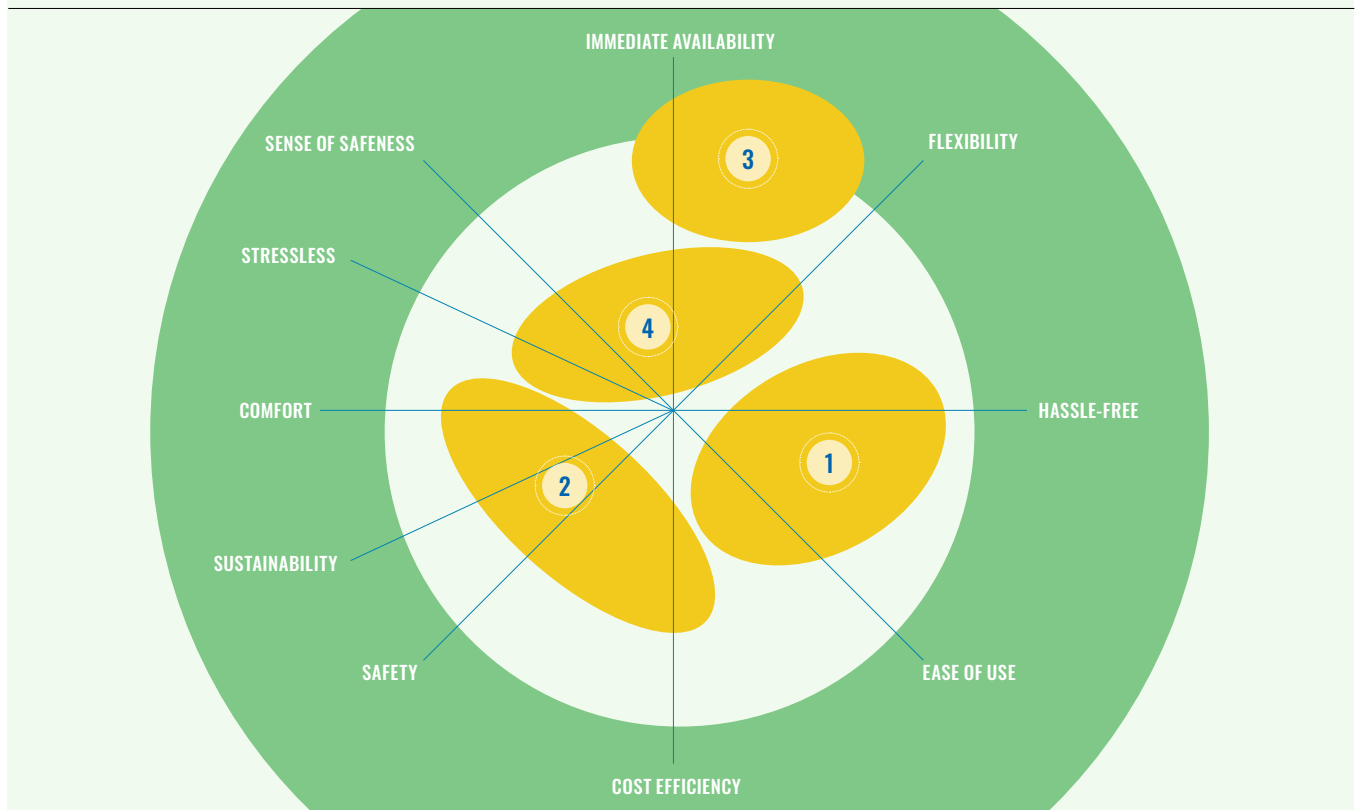 IMMEDIATE AVAILABILITY
SENSE OF SAFENESS
FLEXIBILITY
3
STRESSLESS
4
COMFORT
HASSLE-FREE
1
2
SUSTAINABILITY
SAFETY
EASE OF USE
COST EFFICIENCY